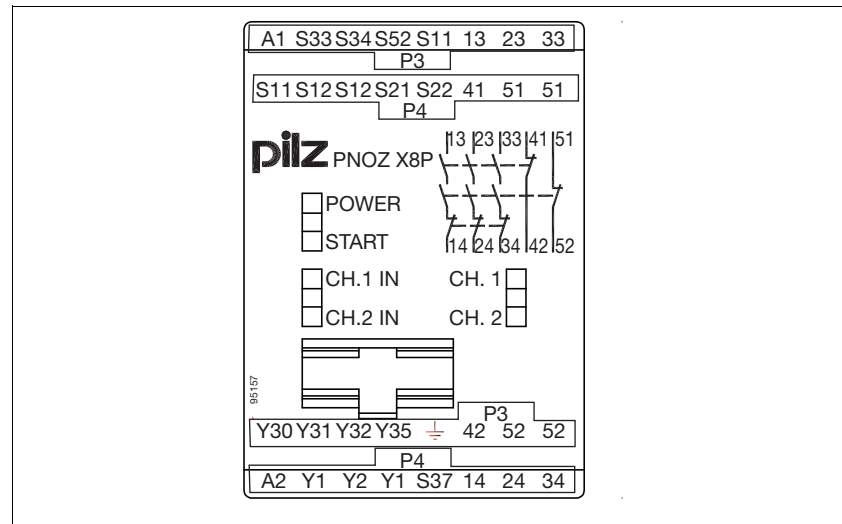 A1 S33 S34 S52 S11 13 23 33
P3
S11 S12 S12 S21 S22 41 51 51
P4
pilz PNOZ X8P
13 23 33 41 51
14 24 34 42 52
POWER
START
CH.1 IN CH. 1
CH.2 IN CH. 2
95157
P3
Y30 Y31 Y32 Y35 42 52 52
P4
A2 Y1 Y2 Y1 S37 14 24 34